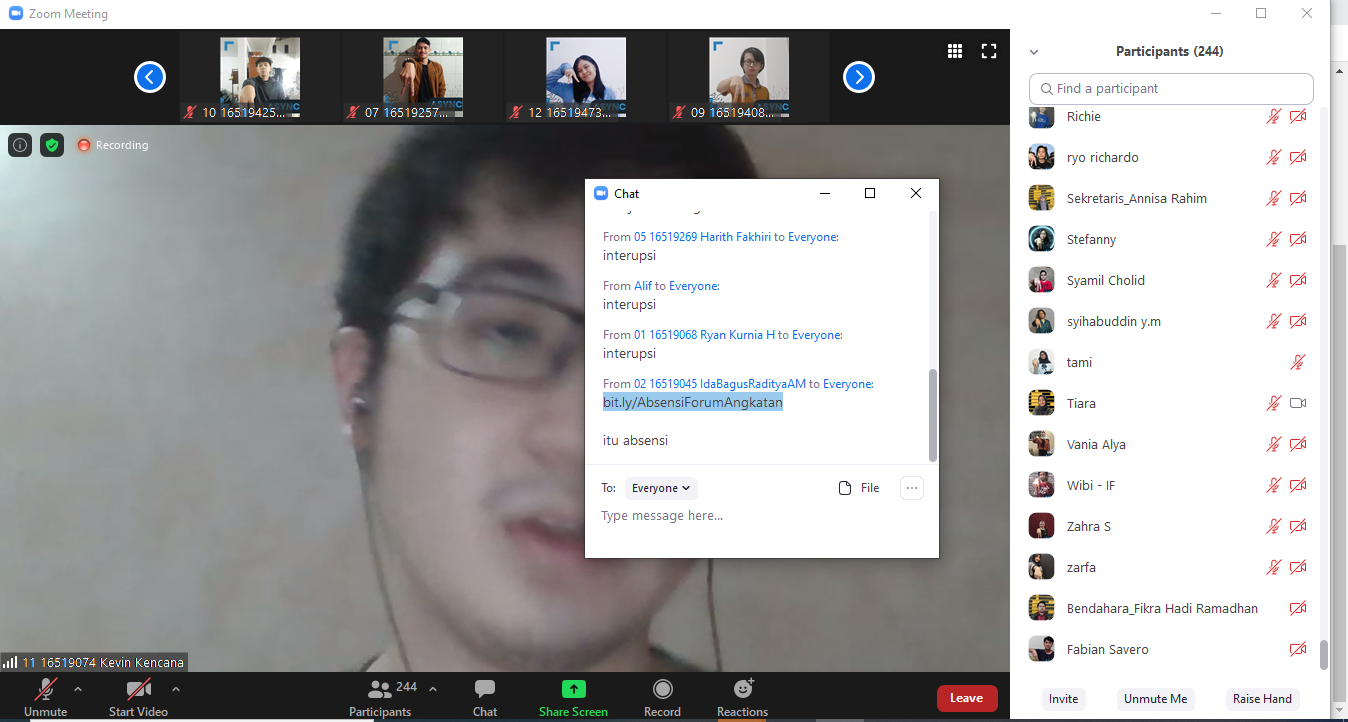 Zoom Meeting
10 16519425...
07 16519257...
12 16519473...
09 16519408...
ASYNC
ASYNC
ASYNC
ASYNC
Recording
11 16519074 Kevin Kencana
Chat
From 05 16519269 Harith Fakhiri to Everyone:
interupsi
From Alif to Everyone:
interupsi
From 01 16519068 Ryan Kurnia H to Everyone:
interupsi
From 02 16519045 IdaBagusRadityaAM to Everyone:
bit.ly/AbsensiForumAngkatan
itu absensi
To: Everyone
File
Type message here...
Participants (244)
Find a participant
Richie
ryo richardo
Sekretaris_Annisa Rahim
Stefanny
Syamil Cholid
syihabuddin y.m
tami
Tiara
Vania Alya
Wibi - IF
Zahra S
zarfa
Bendahara_Fikra Hadi Ramadhan
Fabian Savero
Invite
Unmute Me
Raise Hand
Unmute
Start Video
244
Participants
Chat
Share Screen
Record
Reactions
Leave